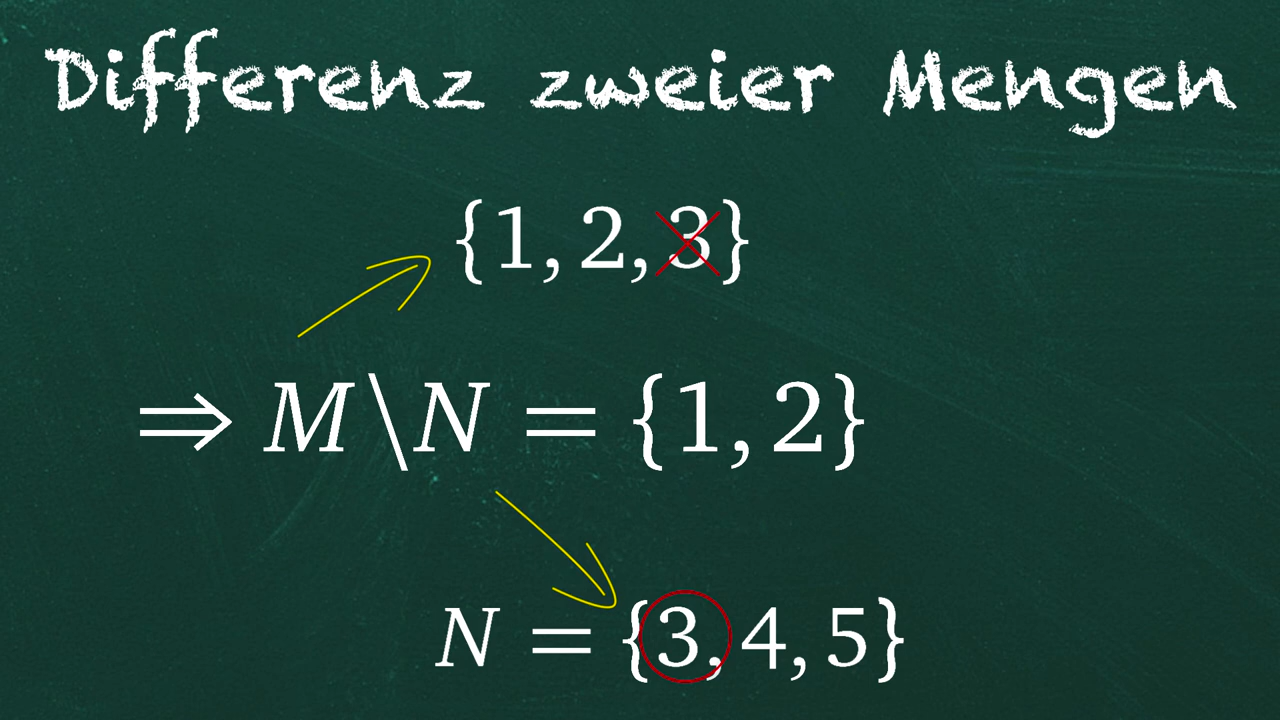 Differenz zweier Mengen
{1, 2, 3}
⇒ M\N = {1, 2}
N = {3, 4, 5}